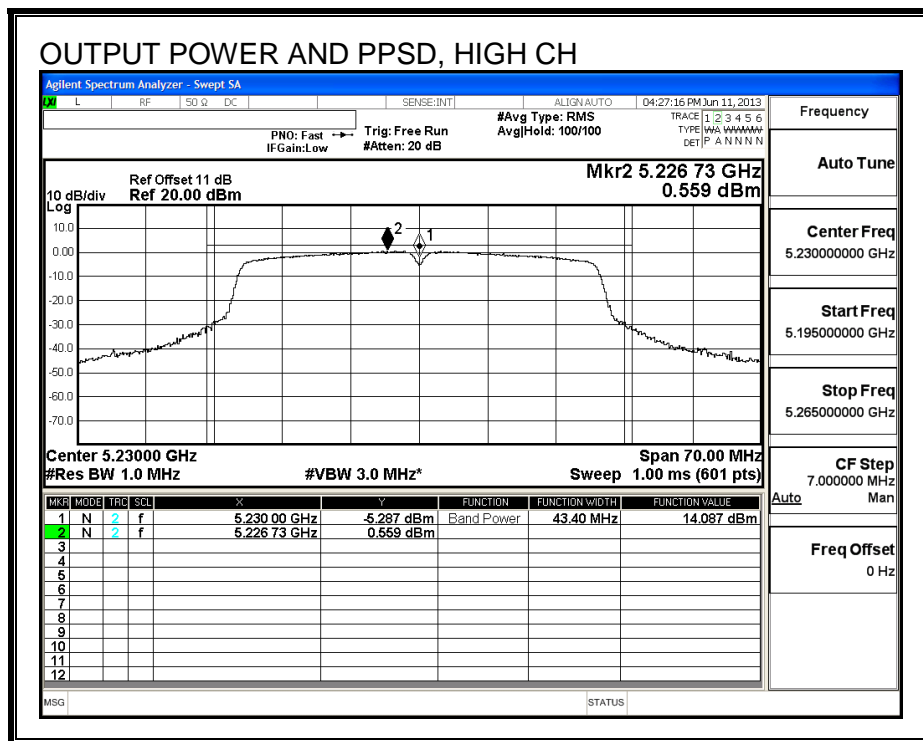 OUTPUT POWER AND PPSD, HIGH CH
Agilent Spectrum Analyzer - Swept SA
LXI L RF 50 Ω DC SENSE:INT ALIGN AUTO 04:27:16 PM Jun 11, 2013
PNO: Fast
IFGain:Low
Trig: Free Run
#Atten: 20 dB
#Avg Type: RMS
Avg|Hold: 100/100
TRACE 1 2 3 4 5 6
TYPE
DET P A N N N N
Mkr2 5.226 73 GHz
0.559 dBm
Ref Offset 11 dB
10 dB/div Ref 20.00 dBm
Log
10.0
0.00
-10.0
-20.0
-30.0
-40.0
-50.0
-60.0
-70.0
2
1
Center 5.23000 GHz Span 70.00 MHz
#Res BW 1.0 MHz #VBW 3.0 MHz* Sweep 1.00 ms (601 pts)
MKR MODE TRC SCL X Y FUNCTION FUNCTION WIDTH FUNCTION VALUE
1 N 2 f 5.230 00 GHz -5.287 dBm Band Power 43.40 MHz 14.087 dBm
2 N 2 f 5.226 73 GHz 0.559 dBm
3
4
5
6
7
8
9
10
11
12
MSG STATUS
Frequency
Auto Tune
Center Freq
5.230000000 GHz
Start Freq
5.195000000 GHz
Stop Freq
5.265000000 GHz
CF Step
7.000000 MHz
Auto Man
Freq Offset
0 Hz